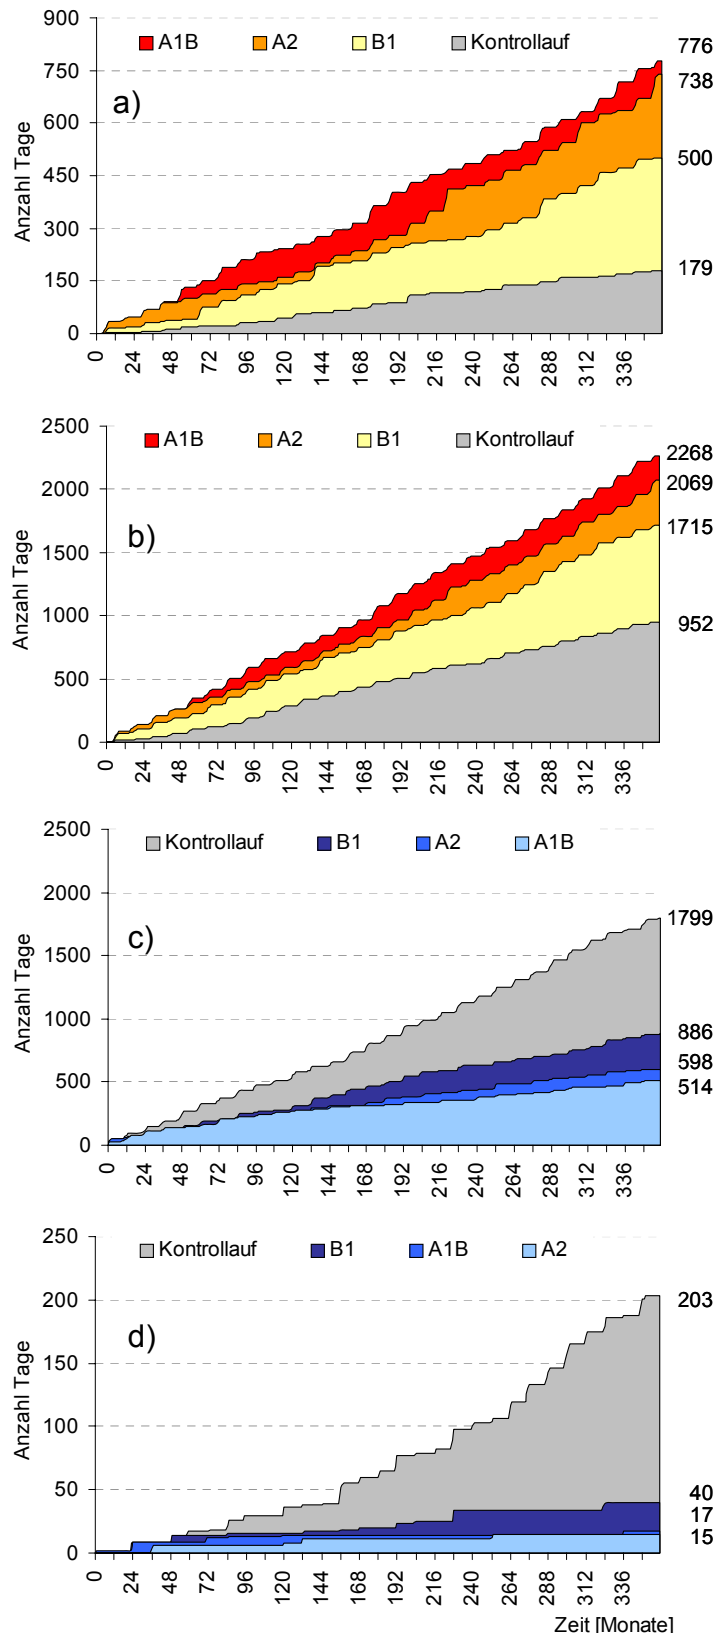 900
A1B A2 B1 Kontrollauf
776
750
738
a)
600
500
450
300
179
150
0
Anzahl Tage
0 24 48 72 96 120 144 168 192 216 240 264 288 312 336
2500
A1B A2 B1 Kontrollauf
2268
2069
2000
b)
1715
1500
1000
952
500
0
Anzahl Tage
0 24 48 72 96 120 144 168 192 216 240 264 288 312 336
2500
Kontrollauf B1 A2 A1B
2000
1799
c)
1500
1000
886
598
500
514
0
Anzahl Tage
0 24 48 72 96 120 144 168 192 216 240 264 288 312 336
250
Kontrollauf B1 A1B A2
200
203
d)
150
100
50
40
17
15
0
Anzahl Tage
0 24 48 72 96 120 144 168 192 216 240 264 288 312 336
Zeit [Monate]